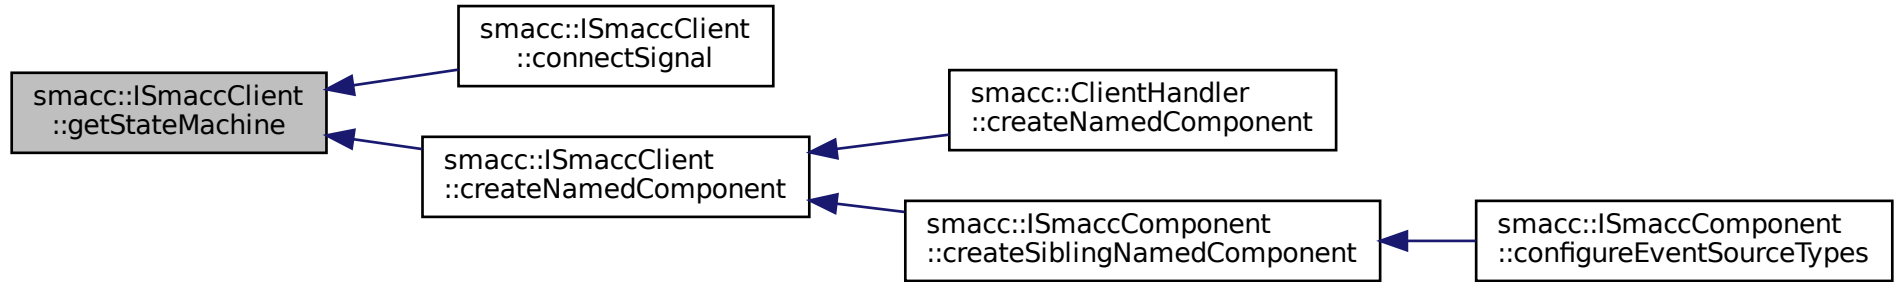 smacc::ISmaccClient
::getStateMachine
smacc::ISmaccClient
::connectSignal
smacc::ISmaccClient
::createNamedComponent
smacc::ClientHandler
::createNamedComponent
smacc::ISmaccComponent
::createSiblingNamedComponent
smacc::ISmaccComponent
::configureEventSourceTypes